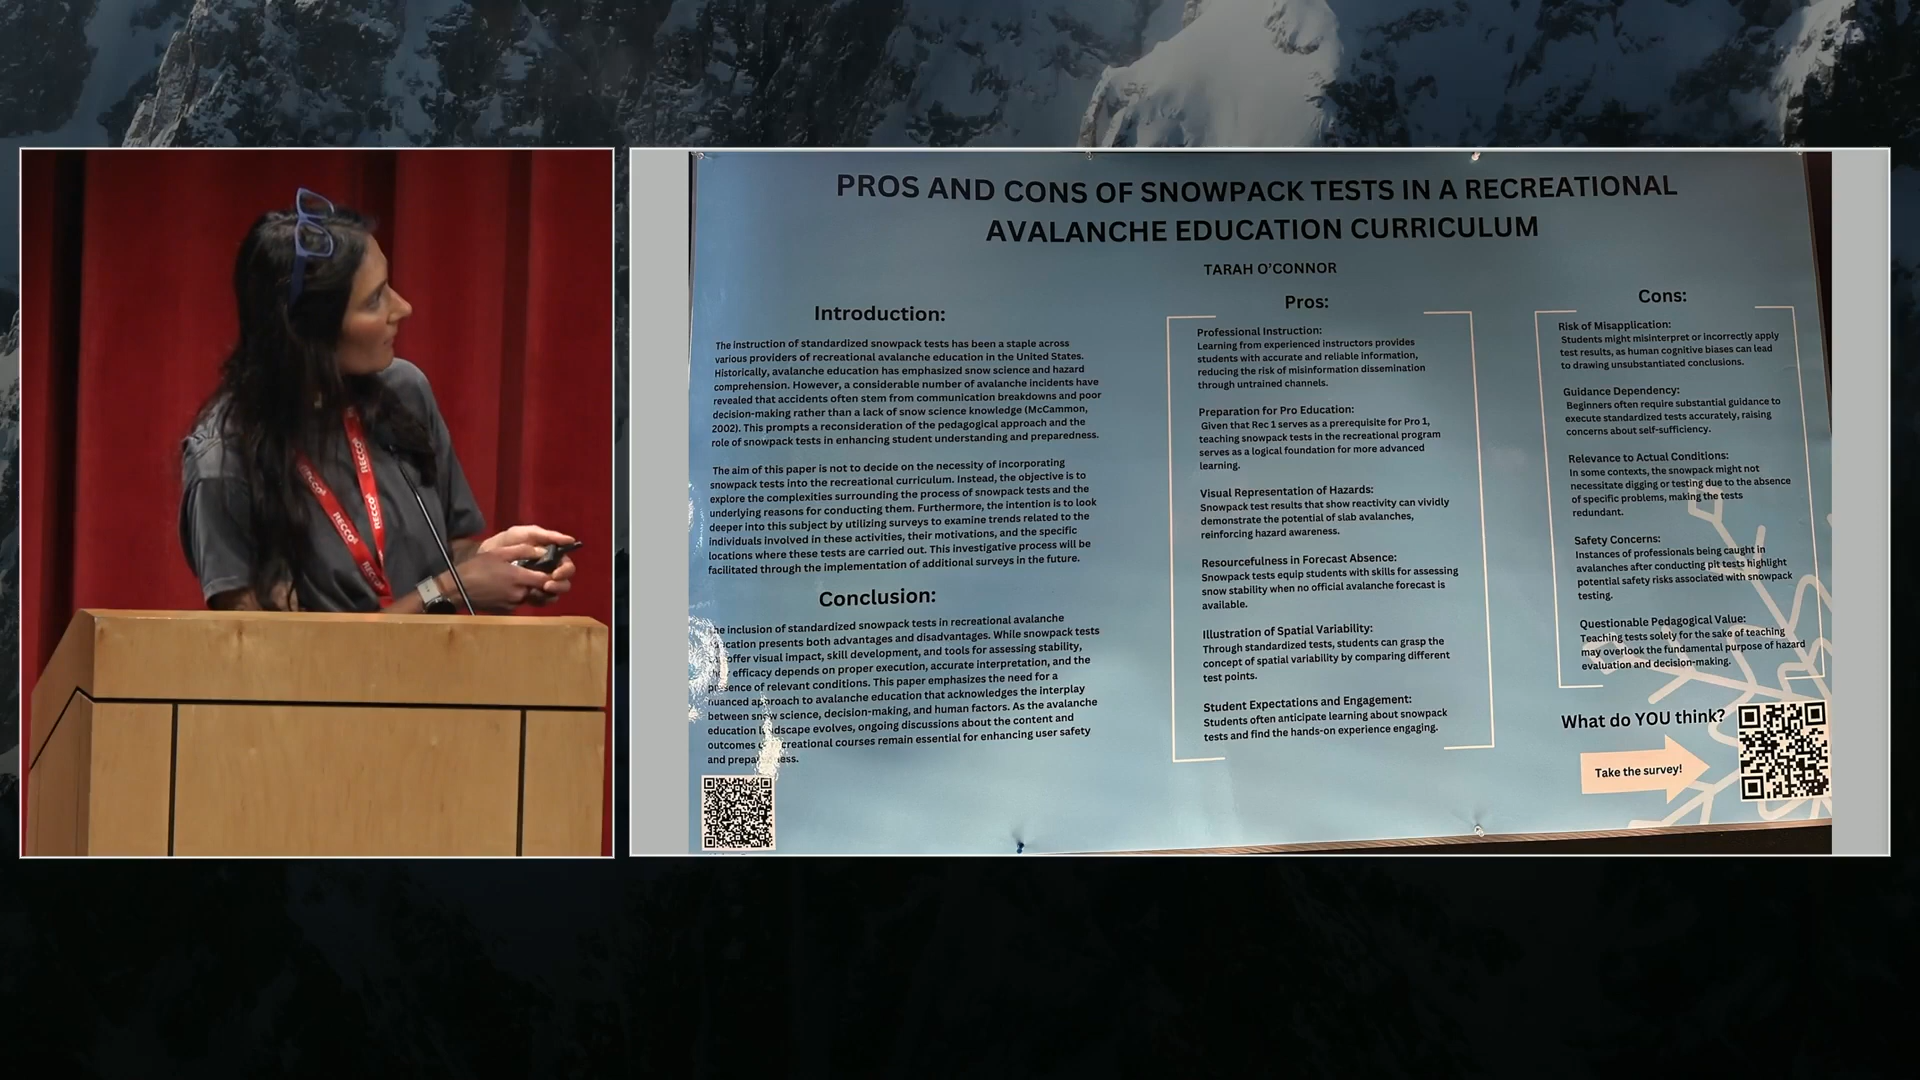 PROS AND CONS OF SNOWPACK TESTS IN A RECREATIONAL
AVALANCHE EDUCATION CURRICULUM
TARAH O'CONNOR
Introduction:
The instruction of standardized snowpack tests has been a staple across
various providers of recreational avalanche education in the United States.
Historically, avalanche education has emphasized snow science and hazard
comprehension. However, a considerable number of avalanche incidents have
revealed that accidents often stem from communication breakdowns and poor
decision-making rather than a lack of snow science knowledge (McCammon,
2002). This prompts a reconsideration of the pedagogical approach and the
role of snowpack tests in enhancing student understanding and preparedness.
The aim of this paper is not to decide on the necessity of incorporating
snowpack tests into the recreational curriculum. Instead, the objective is to
explore the complexities surrounding the process of snowpack tests and the
underlying reasons for conducting them. Furthermore, the intention is to look
deeper into this subject by utilizing surveys to examine trends related to the
individuals involved in these activities, their motivations, and the specific
locations where these tests are carried out. This investigative process will be
facilitated through the implementation of additional surveys in the future.
Conclusion:
The inclusion of standardized snowpack tests in recreational avalanche
education presents both advantages and disadvantages. While snowpack tests
offer visual impact, skill development, and tools for assessing stability,
efficacy depends on proper execution, accurate interpretation, and the
presence of relevant conditions. This paper emphasizes the need for a
nuanced approach to avalanche education that acknowledges the interplay
between snow science, decision-making, and human factors. As the avalanche
education landscape evolves, ongoing discussions about the content and
outcomes recreational courses remain essential for enhancing user safety
and preparedness.
Pros:
Professional Instruction:
Learning from experienced instructors provides
students with accurate and reliable information,
reducing the risk of misinformation dissemination
through untrained channels.
Preparation for Pro Education:
Given that Rec 1 serves as a prerequisite for Pro 1,
teaching snowpack tests in the recreational program
serves as a logical foundation for more advanced
learning.
Visual Representation of Hazards:
Snowpack test results that show reactivity can vividly
demonstrate the potential of slab avalanches,
reinforcing hazard awareness.
Resourcefulness in Forecast Absence:
Snowpack tests equip students with skills for assessing
snow stability when no official avalanche forecast is
available.
Illustration of Spatial Variability:
Through standardized tests, students can grasp the
concept of spatial variability by comparing different
test points.
Student Expectations and Engagement:
Students often anticipate learning about snowpack
tests and find the hands-on experience engaging.
Cons:
Risk of Misapplication:
Students might misinterpret or incorrectly apply
test results, as human cognitive biases can lead
to drawing unsubstantiated conclusions.
Guidance Dependency:
Beginners often require substantial guidance to
execute standardized tests accurately, raising
concerns about self-sufficiency.
Relevance to Actual Conditions:
In some contexts, the snowpack might not
necessitate digging or testing due to the absence
of specific problems, making the tests
redundant.
Safety Concerns:
Instances of professionals being caught in
avalanches after conducting pit tests highlight
potential safety risks associated with snowpack
testing.
Questionable Pedagogical Value:
Teaching tests solely for the sake of teaching
may overlook the fundamental purpose of hazard
evaluation and decision-making.
What do YOU think?
Take the survey!
RECCO
RECCO
RECCO
RECCO